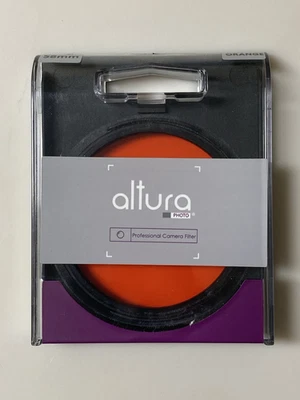 58mm
ORANGE
altura
PHOTO
Professional Camera Filter